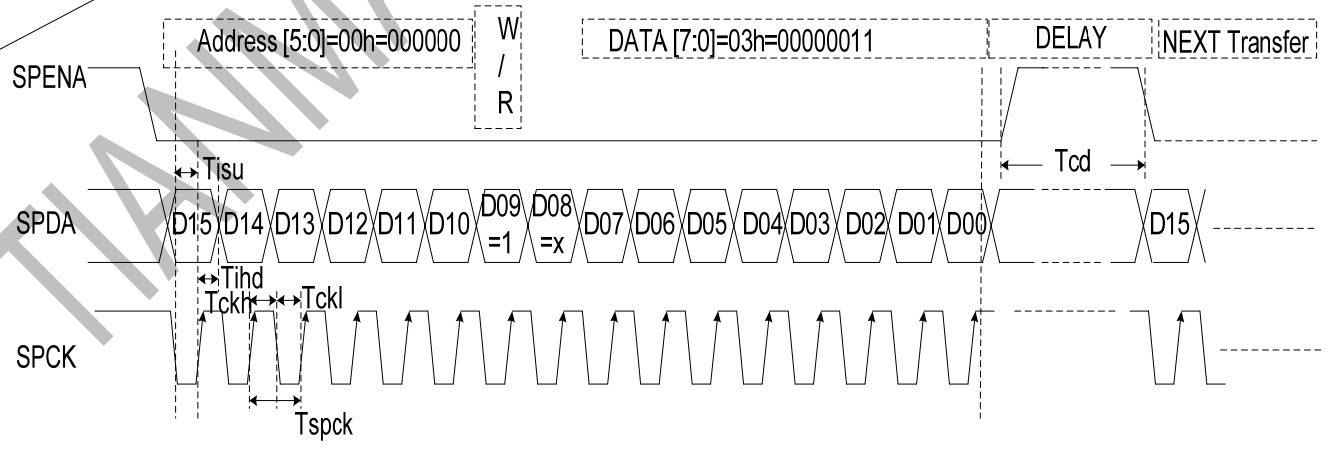 Address [5:0]=00h=000000
W
/
R
DATA [7:0]=03h=00000011
DELAY
NEXT Transfer
SPENA
Tisu
Tcd
SPDA
D15
D14
D13
D12
D11
D10
D09
=1
D08
=x
D07
D06
D05
D04
D03
D02
D01
D00
D15
Tihd
Tckh
Tckl
SPCK
Tspck
TIANMA